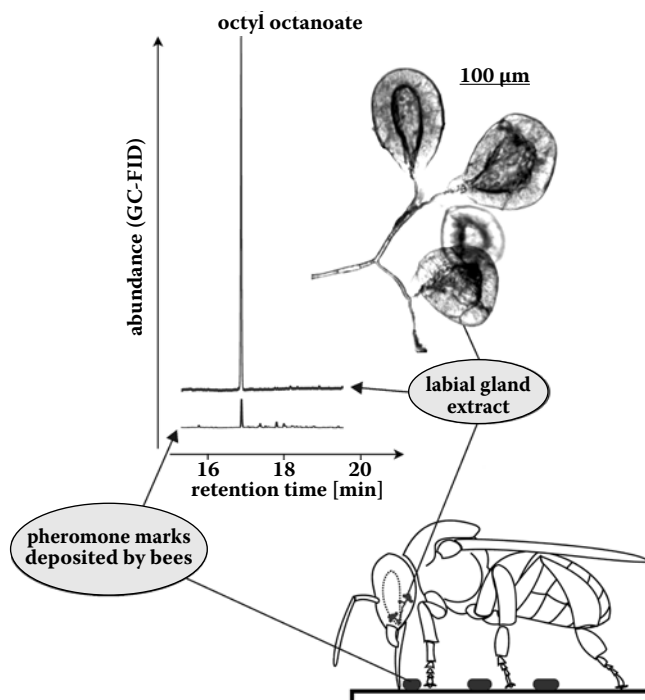 octyl octanoate
100 µm
abundance (GC-FID)
labial gland
extract
16 18 20
retention time [min]
pheromone marks
deposited by bees